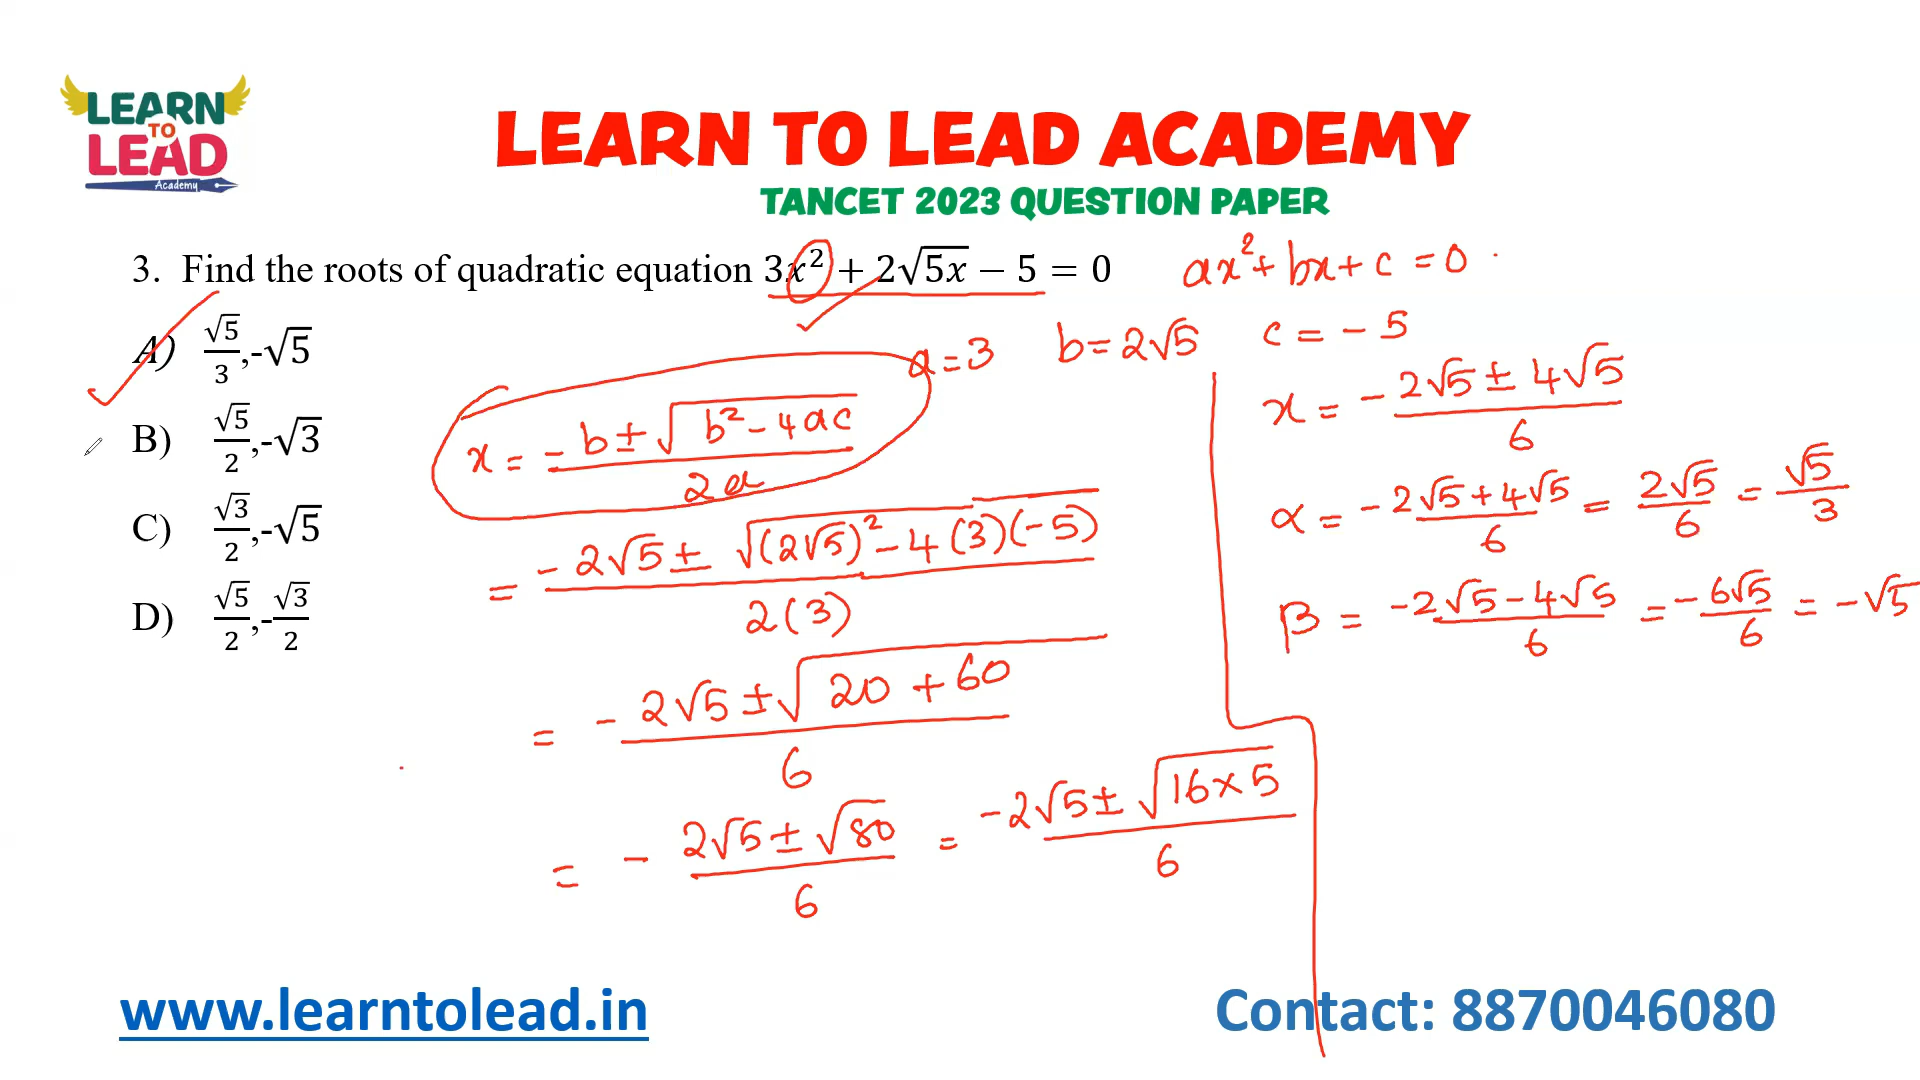 LEARN
TO
LEAD
Academy
LEARN TO LEAD ACADEMY
TANCET 2023 QUESTION PAPER
3. Find the roots of quadratic equation 3x² + 2√(5x) − 5 = 0
ax² + bx + c = 0
A) √5/3,-√5
B) √5/2,-√3
C) √3/2,-√5
D) √5/2,-√3/2
a = 3 b = 2√5 c = - 5
x = -b ± √(b² - 4ac) / 2a
= -2√5 ± √((2√5)² - 4(3)(-5)) / 2(3)
= -2√5 ± √(20 + 60) / 6
= -2√5 ± √80 / 6 = -2√5 ± √(16 × 5) / 6
x = -2√5 ± 4√5 / 6
α = -2√5 + 4√5 / 6 = 2√5 / 6 = √5 / 3
β = -2√5 - 4√5 / 6 = -6√5 / 6 = -√5
www.learntolead.in
Contact: 8870046080